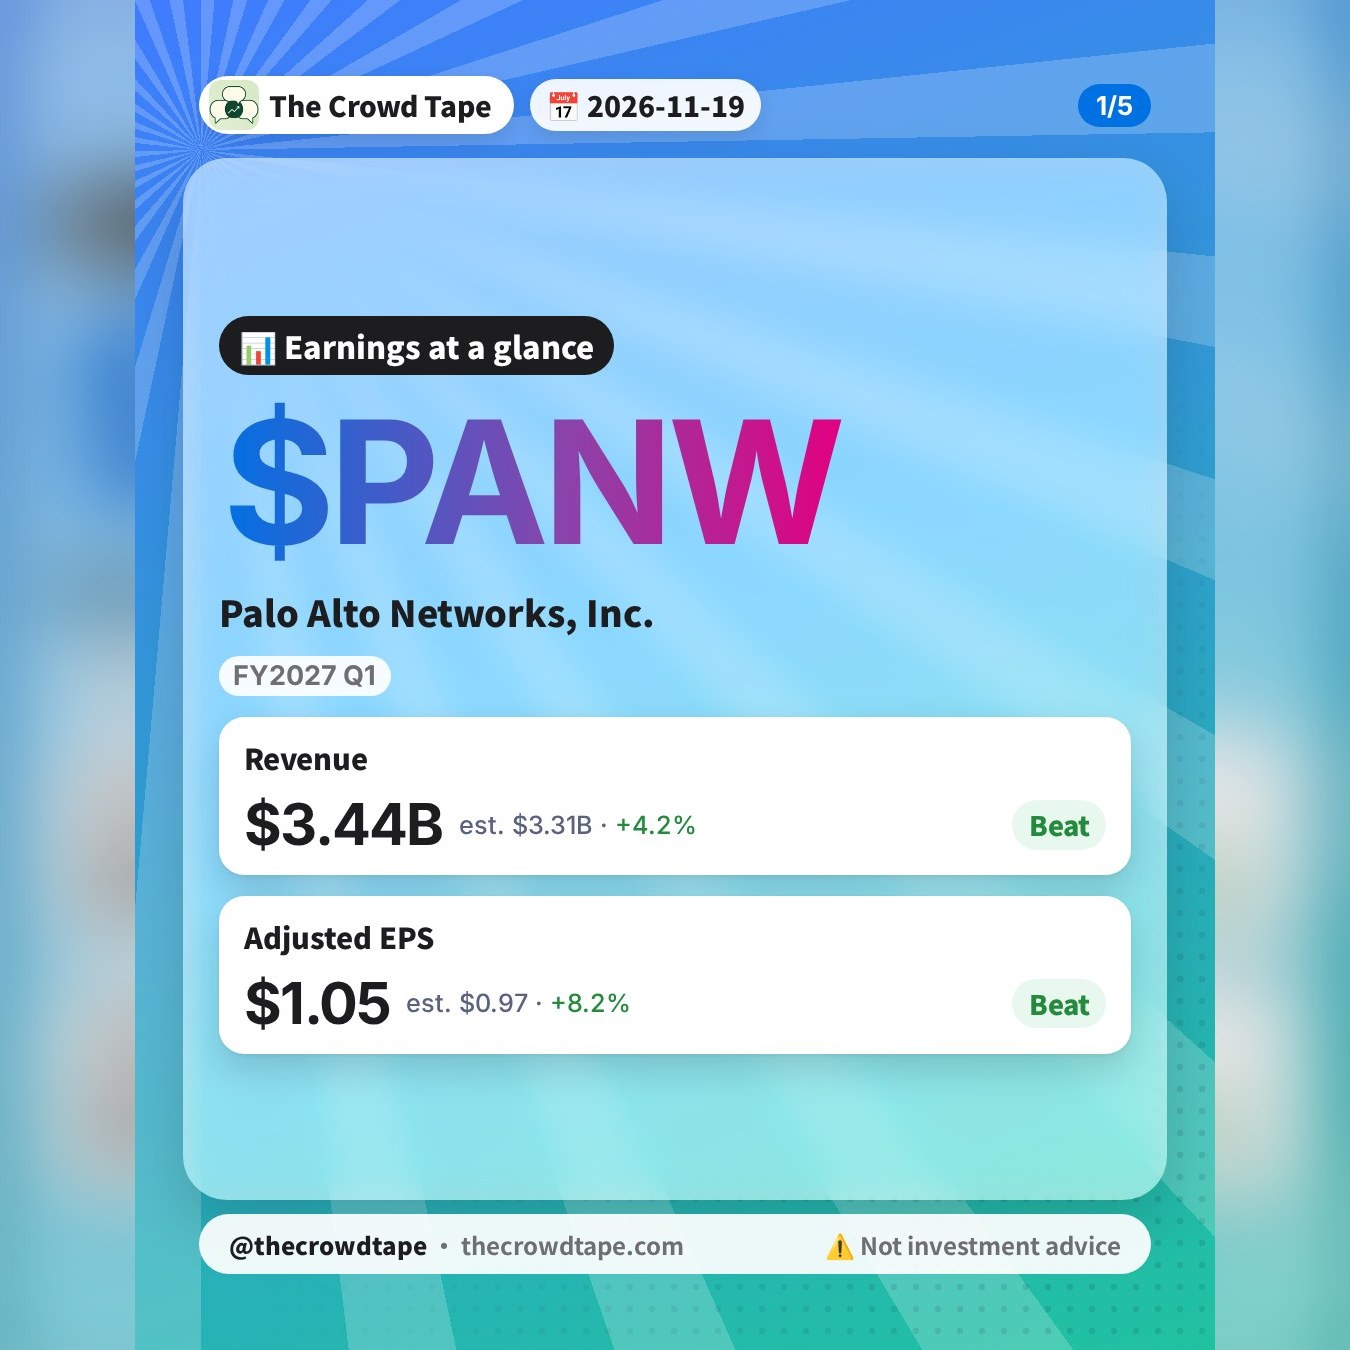 The Crowd Tape
📅 2026-11-19
1/5
📊 Earnings at a glance
$PANW
Palo Alto Networks, Inc.
FY2027 Q1
Revenue
$3.44B est. $3.31B · +4.2%
Beat
Adjusted EPS
$1.05 est. $0.97 · +8.2%
Beat
@thecrowdtape • thecrowdtape.com
⚠️ Not investment advice